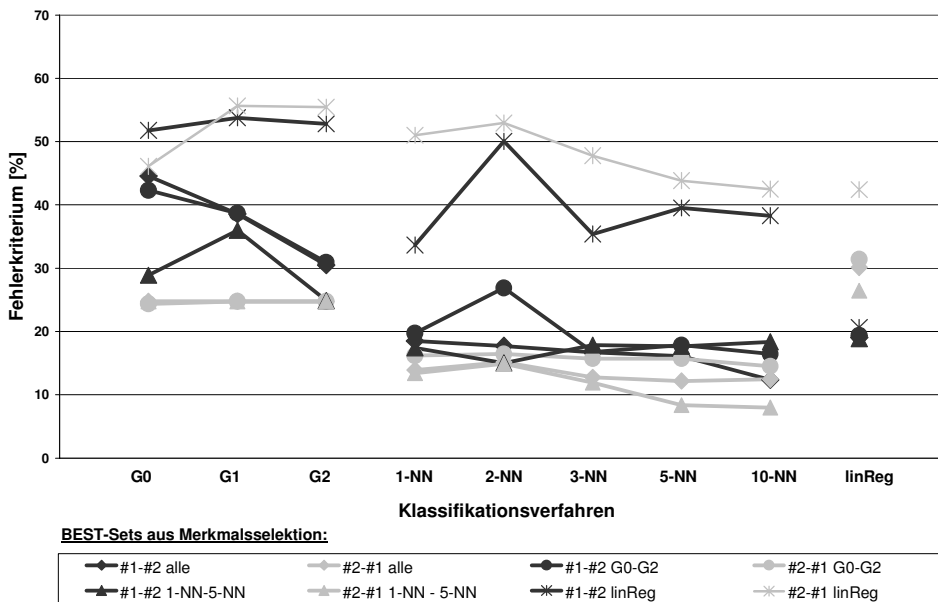 70
60
50
40
30
20
10
0
Fehlerkriterium [%]
G0 G1 G2 1-NN 2-NN 3-NN 5-NN 10-NN linReg
Klassifikationsverfahren
BEST-Sets aus Merkmalsselektion:
#1-#2 alle #2-#1 alle #1-#2 G0-G2 #2-#1 G0-G2
#1-#2 1-NN-5-NN #2-#1 1-NN - 5-NN #1-#2 linReg #2-#1 linReg